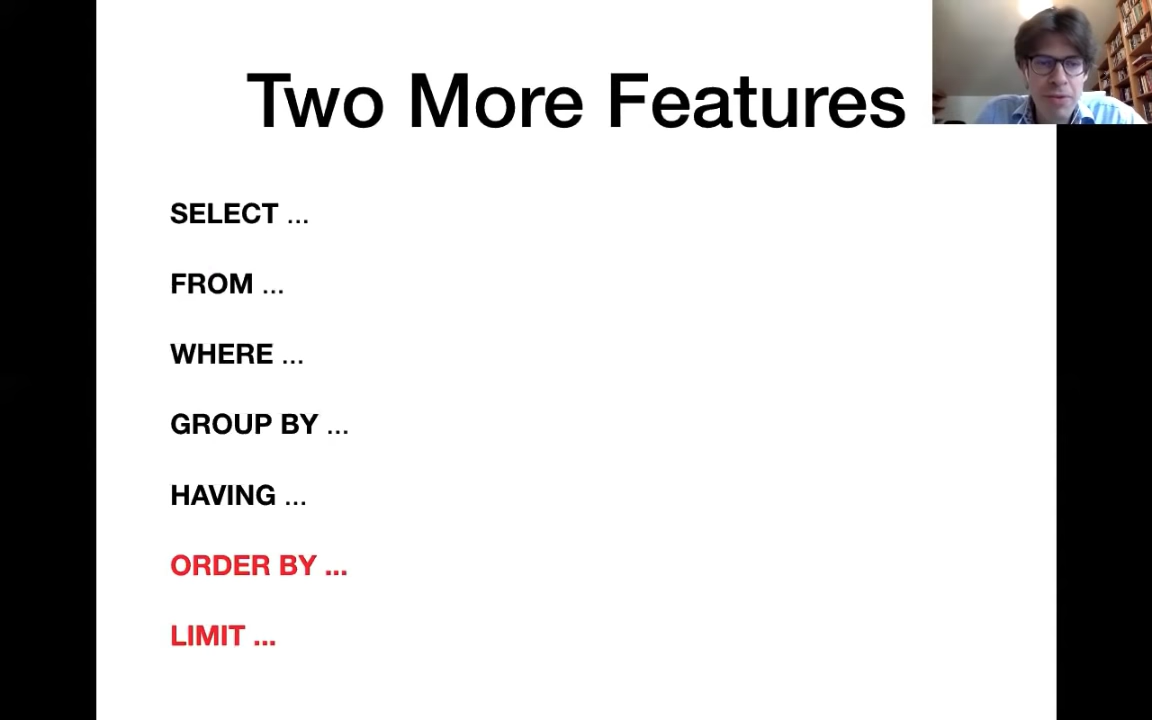 Two More Features
SELECT ...
FROM ...
WHERE ...
GROUP BY ...
HAVING ...
ORDER BY ...
LIMIT ...